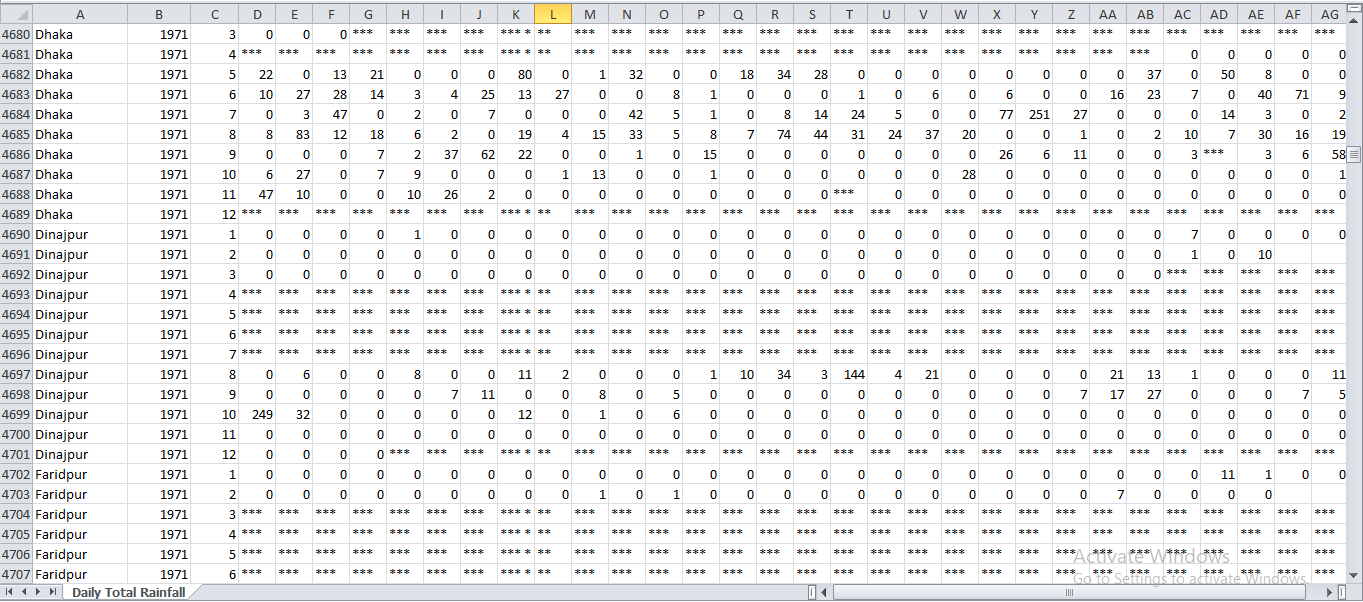 A B C D E F G H I J K L M N O P Q R S T U V W X Y Z AA AB AC AD AE AF AG
4680 Dhaka 1971 3 0 0 0 *** *** *** *** *** * ** *** *** *** *** *** *** *** *** *** *** *** *** *** *** *** *** *** *** *** *** ***
4681 Dhaka 1971 4 *** *** *** *** *** *** *** *** * ** *** *** *** *** *** *** *** *** *** *** *** *** *** *** *** *** 0 0 0 0 0
4682 Dhaka 1971 5 22 0 13 21 0 0 0 80 0 1 32 0 0 18 34 28 0 0 0 0 0 0 0 0 37 0 50 8 0 0
4683 Dhaka 1971 6 10 27 28 14 3 4 25 13 27 0 0 8 1 0 0 0 1 0 6 0 6 0 0 16 23 7 0 40 71 9
4684 Dhaka 1971 7 0 3 47 0 2 0 7 0 0 0 42 5 1 0 8 14 24 5 0 0 77 251 27 0 0 0 14 3 0 2
4685 Dhaka 1971 8 8 83 12 18 6 2 0 19 4 15 33 5 8 7 74 44 31 24 37 20 0 0 1 0 2 10 7 30 16 19
4686 Dhaka 1971 9 0 0 0 7 2 37 62 22 0 0 1 0 15 0 0 0 0 0 0 0 26 6 11 0 0 3 *** 3 6 58
4687 Dhaka 1971 10 6 27 0 7 9 0 0 0 1 13 0 0 1 0 0 0 0 0 0 28 0 0 0 0 0 0 0 0 0 1
4688 Dhaka 1971 11 47 10 0 0 10 26 2 0 0 0 0 0 0 0 0 0 *** 0 0 0 0 0 0 0 0 0 0 0 0 0
4689 Dhaka 1971 12 *** *** *** *** *** *** *** *** * ** *** *** *** *** *** *** *** *** *** *** *** *** *** *** *** *** *** *** *** *** ***
4690 Dinajpur 1971 1 0 0 0 0 1 0 0 0 0 0 0 0 0 0 0 0 0 0 0 0 0 0 0 0 0 7 0 0 0 0
4691 Dinajpur 1971 2 0 0 0 0 0 0 0 0 0 0 0 0 0 0 0 0 0 0 0 0 0 0 0 0 0 1 0 10
4692 Dinajpur 1971 3 0 0 0 0 0 0 0 0 0 0 0 0 0 0 0 0 0 0 0 0 0 0 0 0 0 *** *** *** *** ***
4693 Dinajpur 1971 4 *** *** *** *** *** *** *** *** * ** *** *** *** *** *** *** *** *** *** *** *** *** *** *** *** *** *** *** *** *** ***
4694 Dinajpur 1971 5 *** *** *** *** *** *** *** *** * ** *** *** *** *** *** *** *** *** *** *** *** *** *** *** *** *** *** *** *** *** ***
4695 Dinajpur 1971 6 *** *** *** *** *** *** *** *** * ** *** *** *** *** *** *** *** *** *** *** *** *** *** *** *** *** *** *** *** *** ***
4696 Dinajpur 1971 7 *** *** *** *** *** *** *** *** * ** *** *** *** *** *** *** *** *** *** *** *** *** *** *** *** *** *** *** *** *** ***
4697 Dinajpur 1971 8 0 6 0 0 8 0 0 11 2 0 0 0 1 10 34 3 144 4 21 0 0 0 0 21 13 1 0 0 0 11
4698 Dinajpur 1971 9 0 0 0 0 0 7 11 0 0 8 0 5 0 0 0 0 0 0 0 0 0 0 7 17 27 0 0 0 7 5
4699 Dinajpur 1971 10 249 32 0 0 0 0 0 12 0 1 0 6 0 0 0 0 0 0 0 0 0 0 0 0 0 0 0 0 0 0
4700 Dinajpur 1971 11 0 0 0 0 0 0 0 0 0 0 0 0 0 0 0 0 0 0 0 0 0 0 0 0 0 0 0 0 0 0
4701 Dinajpur 1971 12 0 0 0 0 *** *** *** *** * ** *** *** *** *** *** *** *** *** *** *** *** *** *** *** *** *** *** *** *** *** ***
4702 Faridpur 1971 1 0 0 0 0 0 0 0 0 0 0 0 0 0 0 0 0 0 0 0 0 0 0 0 0 0 0 11 1 0 0
4703 Faridpur 1971 2 0 0 0 0 0 0 0 0 0 1 0 1 0 0 0 0 0 0 0 0 0 0 0 7 0 0 0 0
4704 Faridpur 1971 3 *** *** *** *** *** *** *** *** * ** *** *** *** *** *** *** *** *** *** *** *** *** *** *** *** *** *** *** *** *** ***
4705 Faridpur 1971 4 *** *** *** *** *** *** *** *** * ** *** *** *** *** *** *** *** *** *** *** *** *** *** *** *** *** *** *** *** *** ***
4706 Faridpur 1971 5 *** *** *** *** *** *** *** *** * ** *** *** *** *** *** *** *** *** *** *** *** *** *** *** *** *** *** *** *** *** ***
4707 Faridpur 1971 6 *** *** *** *** *** *** *** *** * ** *** *** *** *** *** *** *** *** *** *** *** *** *** *** *** *** *** *** *** *** ***
Activate Windows
Go to Settings to activate Windows.
Daily Total Rainfall